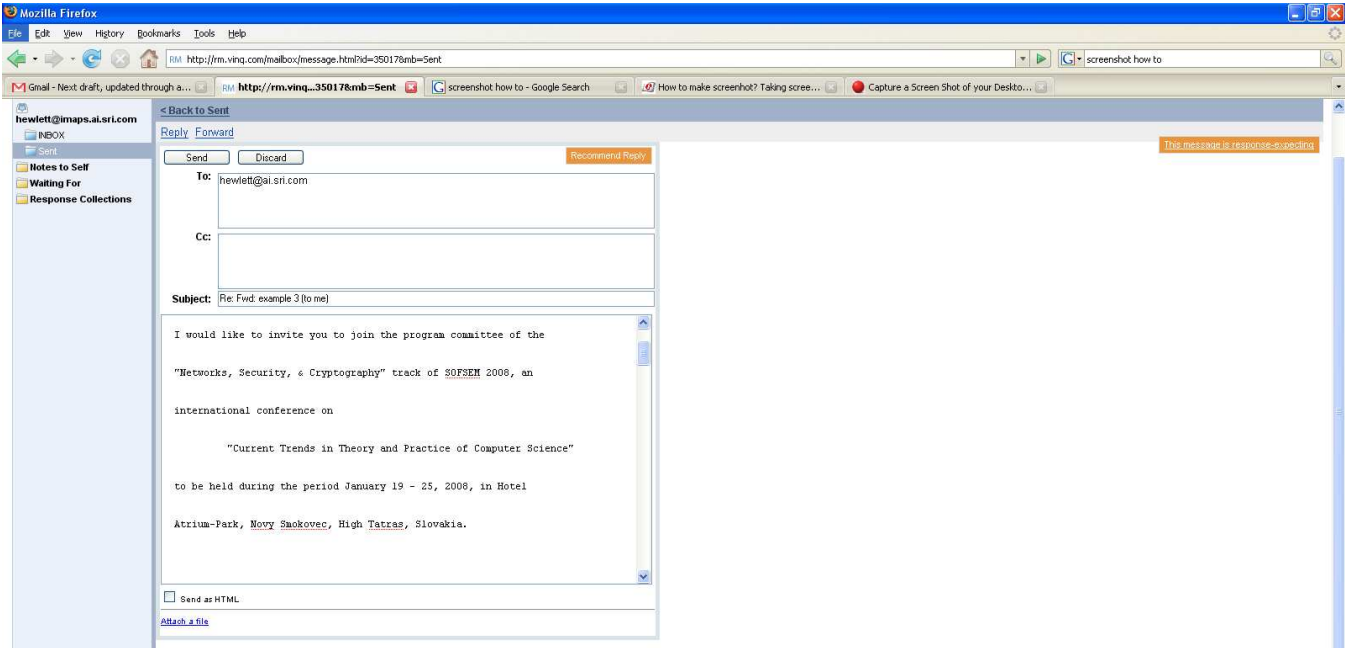 Mozilla Firefox
File Edit View History Bookmarks Tools Help
RM http://rm.vinq.com/mailbox/message.html?id=35017&mb=Sent G screenshot how to
Gmail - Next draft, updated through a... RM http://rm.vinq...35017&mb=Sent G screenshot how to - Google Search How to make screenhot? Taking scree... Capture a Screen Shot of your Deskto...
hewlett@imaps.ai.sri.com
INBOX
Sent
Notes to Self
Waiting For
Response Collections
< Back to Sent
Reply Forward
This message is response-expecting
Send Discard Recommend Reply
To: hewlett@ai.sri.com
Cc:
Subject: Re: Fwd: example 3 (to me)
I would like to invite you to join the program committee of the
"Networks, Security, & Cryptography" track of SOFSEM 2008, an
international conference on
"Current Trends in Theory and Practice of Computer Science"
to be held during the period January 19 - 25, 2008, in Hotel
Atrium-Park, Novy Smokovec, High Tatras, Slovakia.
Send as HTML
Attach a file